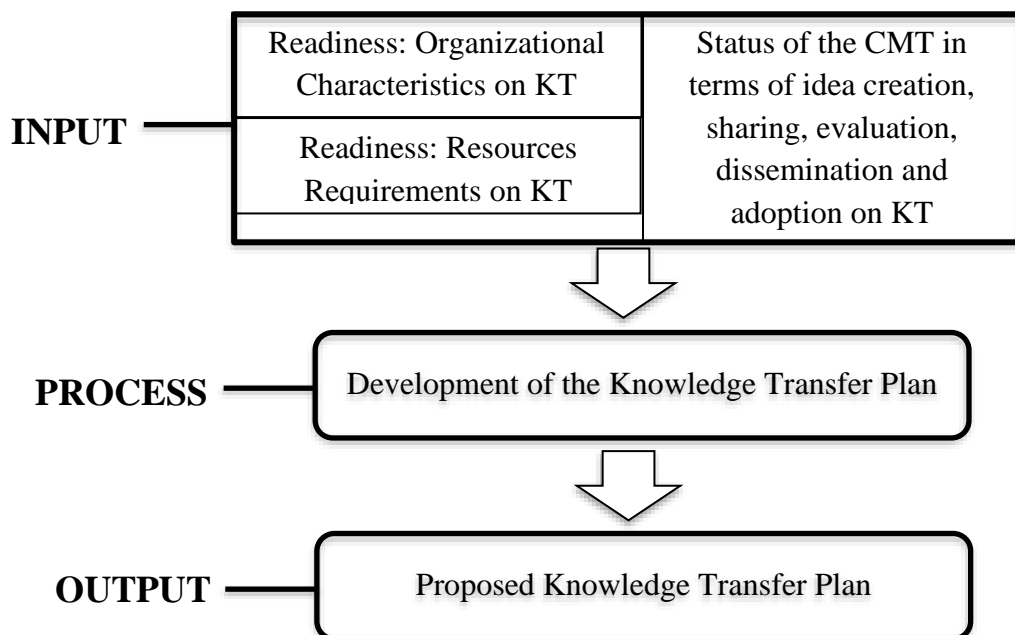 INPUT
Readiness: Organizational
Characteristics on KT
Readiness: Resources
Requirements on KT
Status of the CMT in
terms of idea creation,
sharing, evaluation,
dissemination and
adoption on KT
PROCESS
Development of the Knowledge Transfer Plan
OUTPUT
Proposed Knowledge Transfer Plan